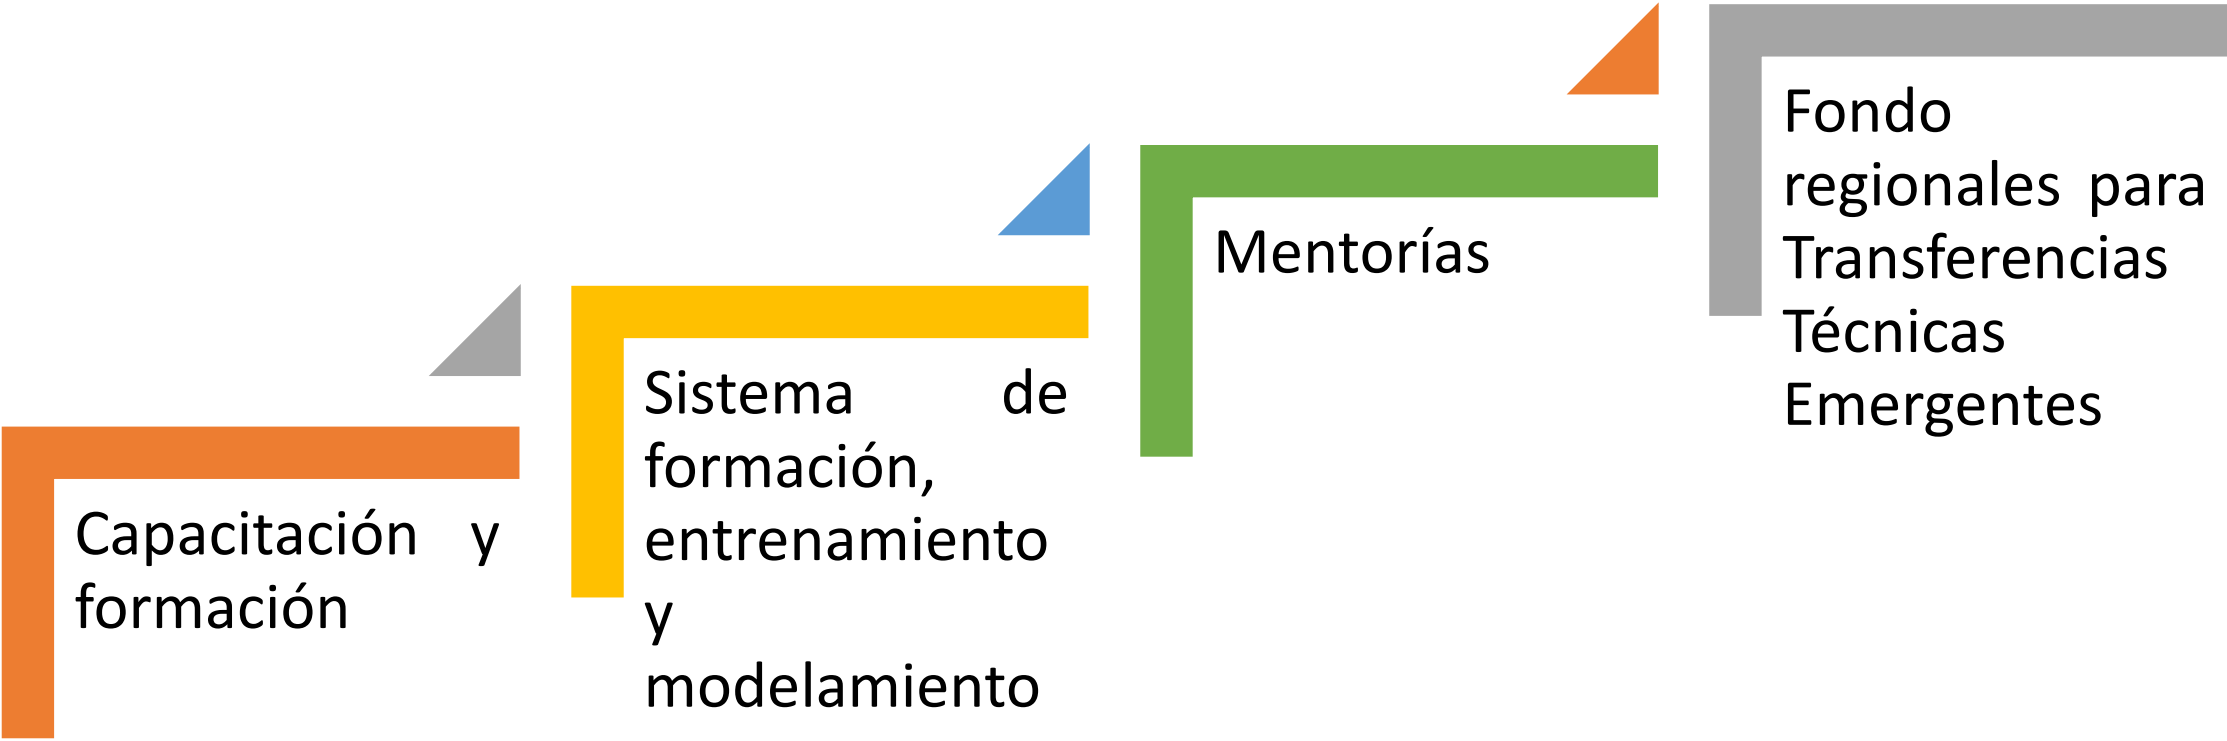 Capacitación y
formación
Sistema de
formación,
entrenamiento
y
modelamiento
Mentorías
Fondo
regionales para
Transferencias
Técnicas
Emergentes